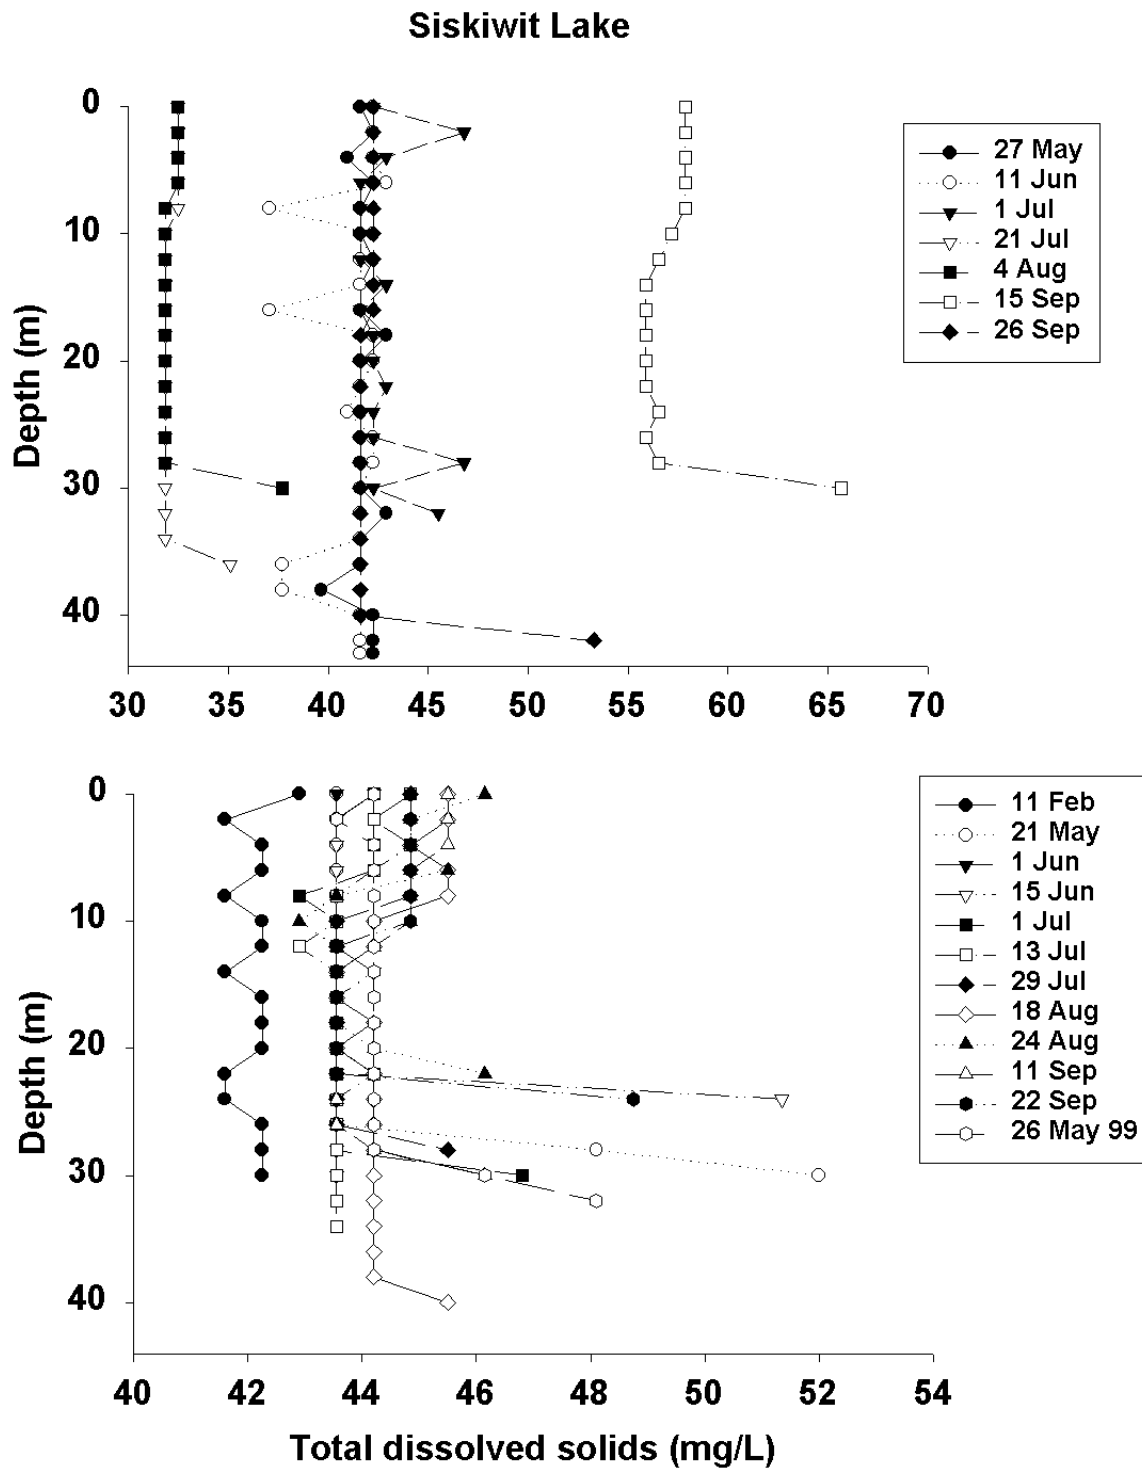 Siskiwit Lake
0
10
20
30
40
Depth (m)
30 35 40 45 50 55 60 65 70
27 May
11 Jun
1 Jul
21 Jul
4 Aug
15 Sep
26 Sep
0
10
20
30
40
Depth (m)
40 42 44 46 48 50 52 54
Total dissolved solids (mg/L)
11 Feb
21 May
1 Jun
15 Jun
1 Jul
13 Jul
29 Jul
18 Aug
24 Aug
11 Sep
22 Sep
26 May 99